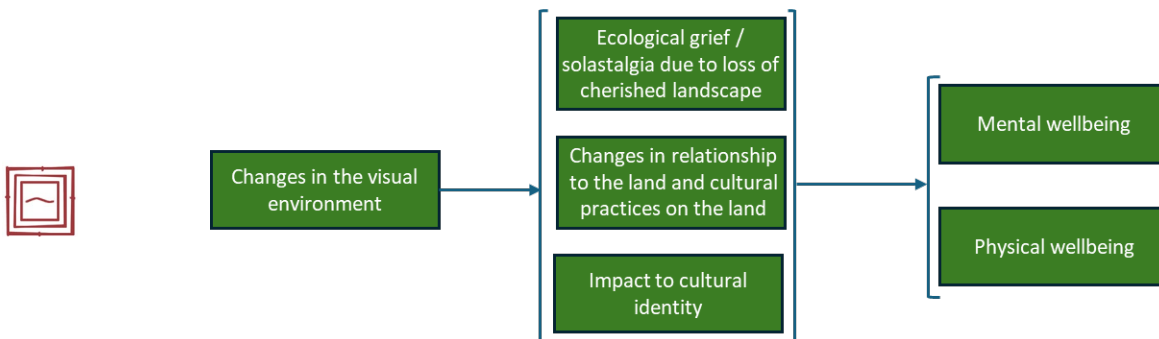 Changes in the visual
environment
Ecological grief /
solastalgia due to loss of
cherished landscape
Changes in relationship
to the land and cultural
practices on the land
Impact to cultural
identity
Mental wellbeing
Physical wellbeing